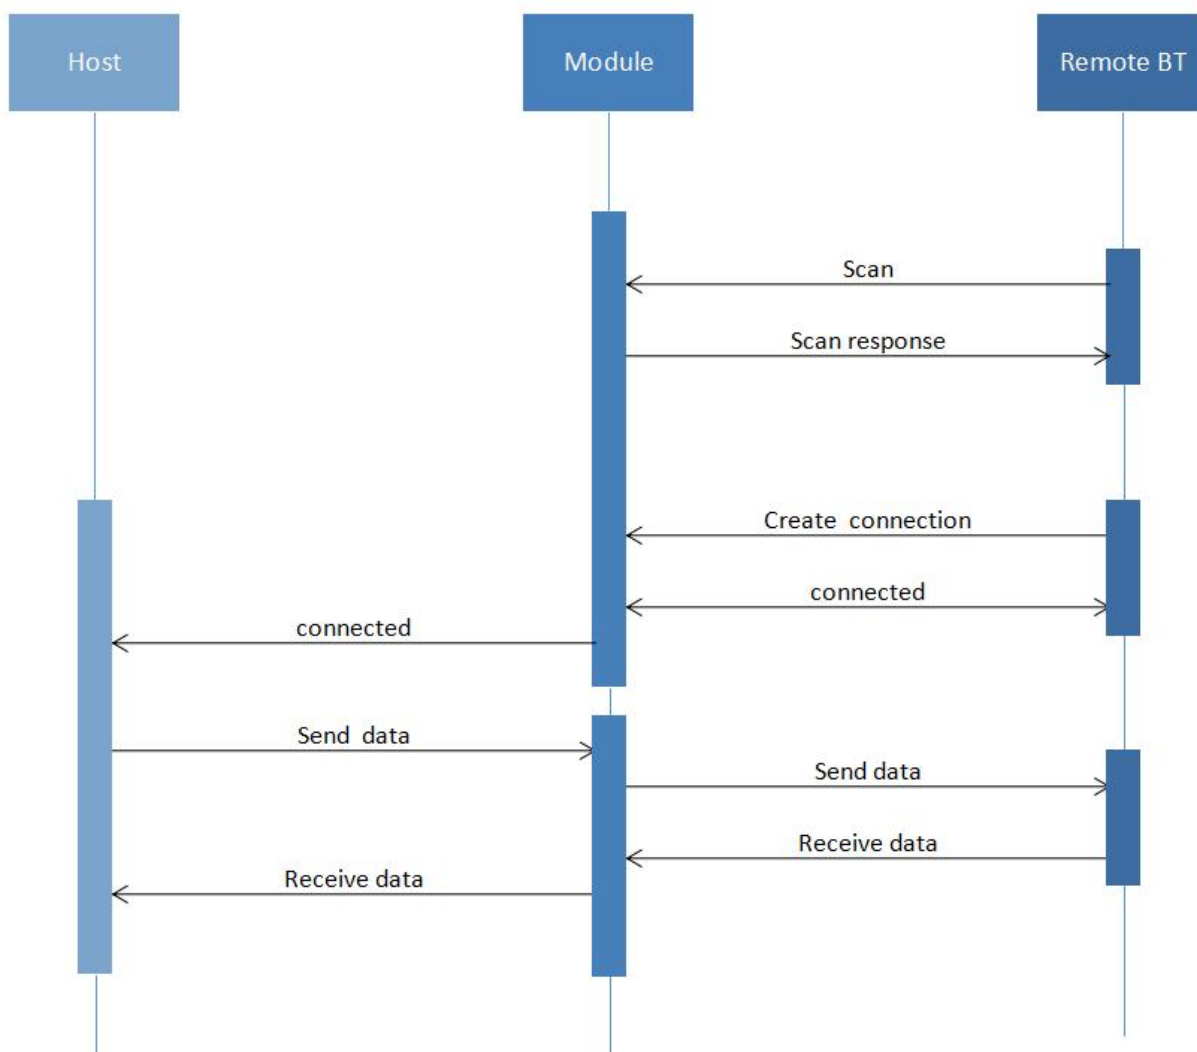 Host
Module
Remote BT
Scan
Scan response
Create  connection
connected
connected
Send  data
Send data
Receive data
Receive data